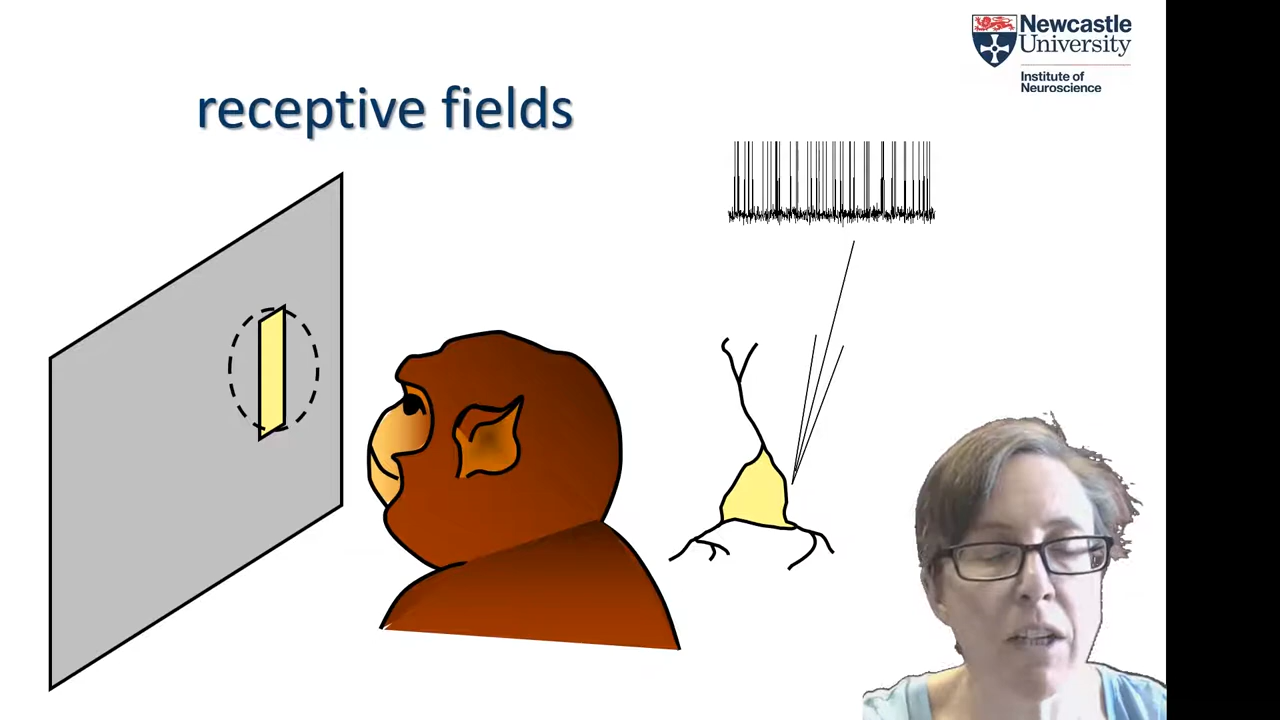 Newcastle
University
Institute of
Neuroscience
receptive fields